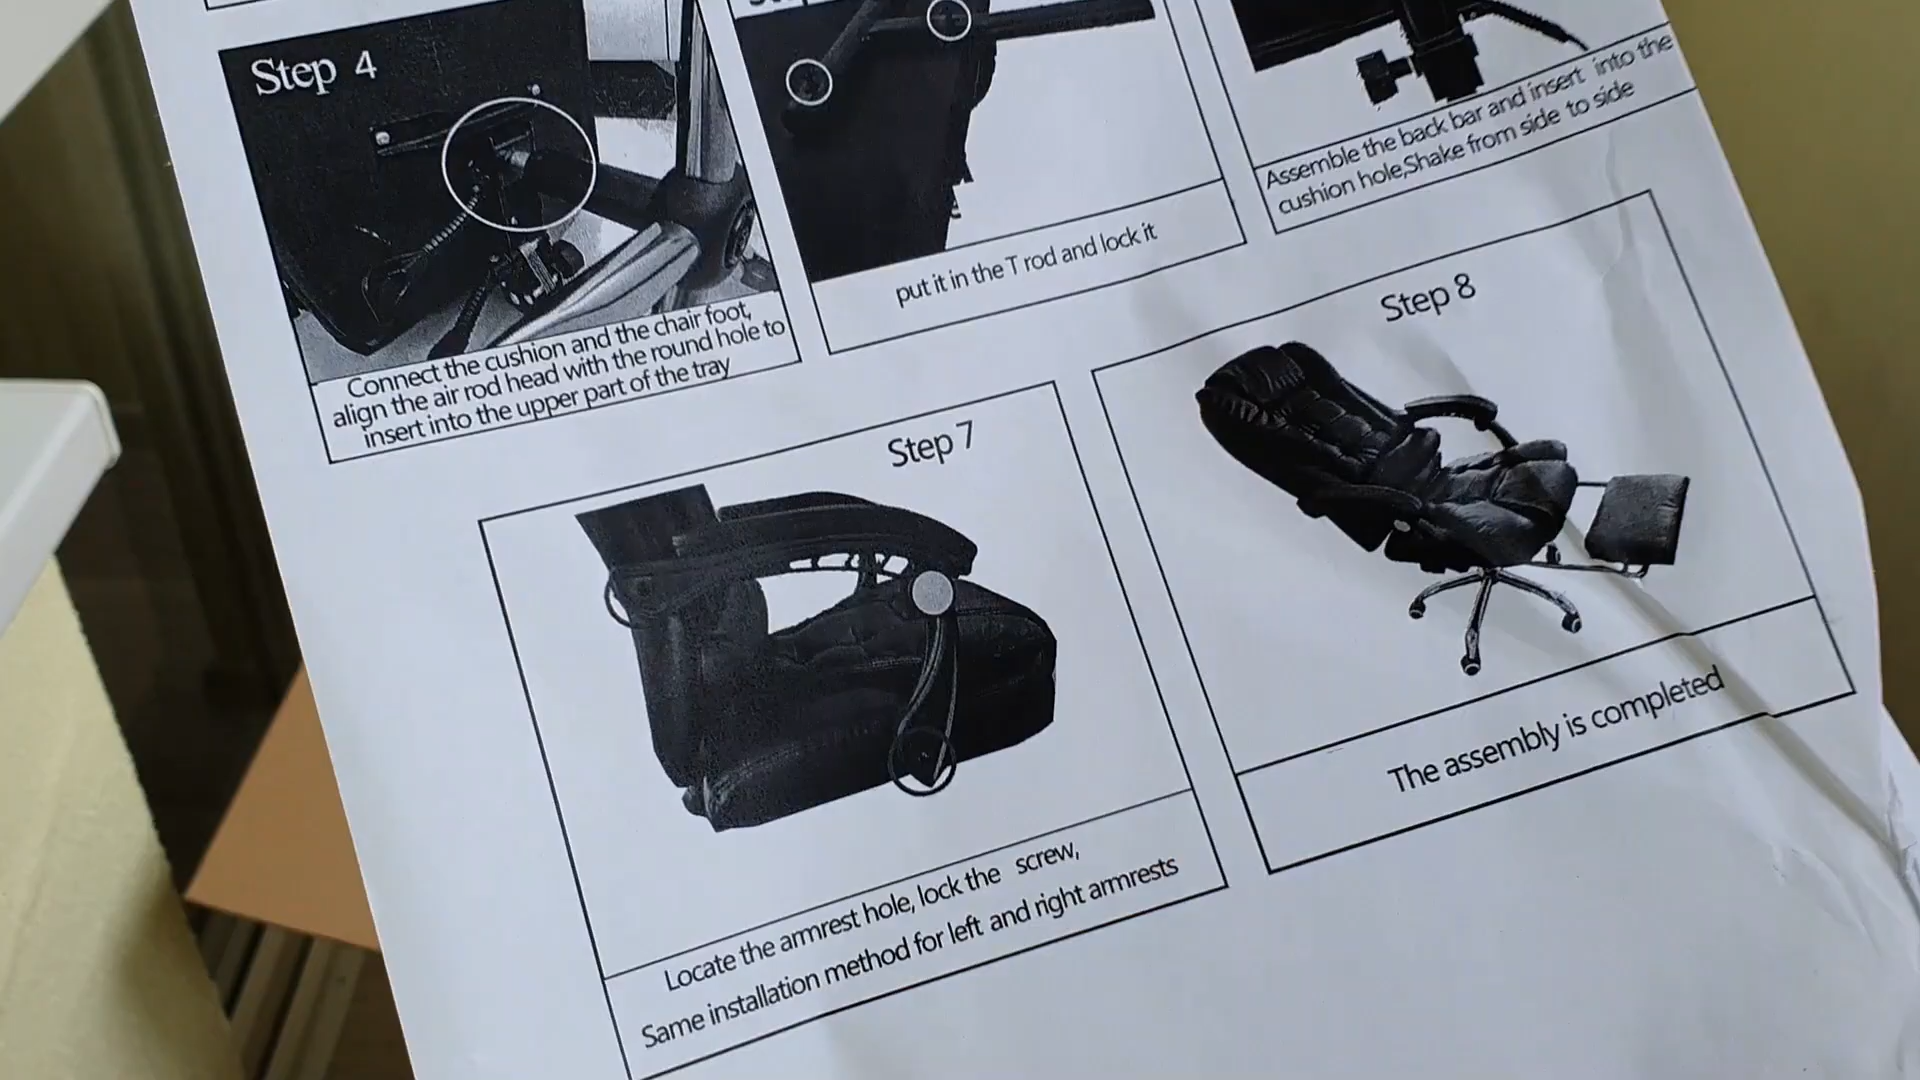 Step 4
Connect the cushion and the chair foot,
align the air rod head with the round hole to
insert into the upper part of the tray
put it in the T rod and lock it
Assemble the back bar and insert into the
cushion hole,Shake from side to side
Step 7
Locate the armrest hole, lock the screw,
Same installation method for left and right armrests
Step 8
The assembly is completed